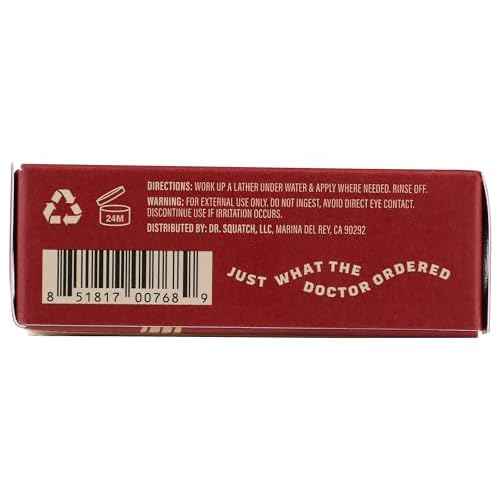 DIRECTIONS: WORK UP A LATHER UNDER WATER & APPLY WHERE NEEDED. RINSE OFF.
WARNING: FOR EXTERNAL USE ONLY. DO NOT INGEST, AVOID DIRECT EYE CONTACT.
DISCONTINUE USE IF IRRITATION OCCURS.
DISTRIBUTED BY: DR. SQUATCH, LLC, MARINA DEL REY, CA 90292
24M
8 51817 00768 9
JUST WHAT THE
DOCTOR ORDERED